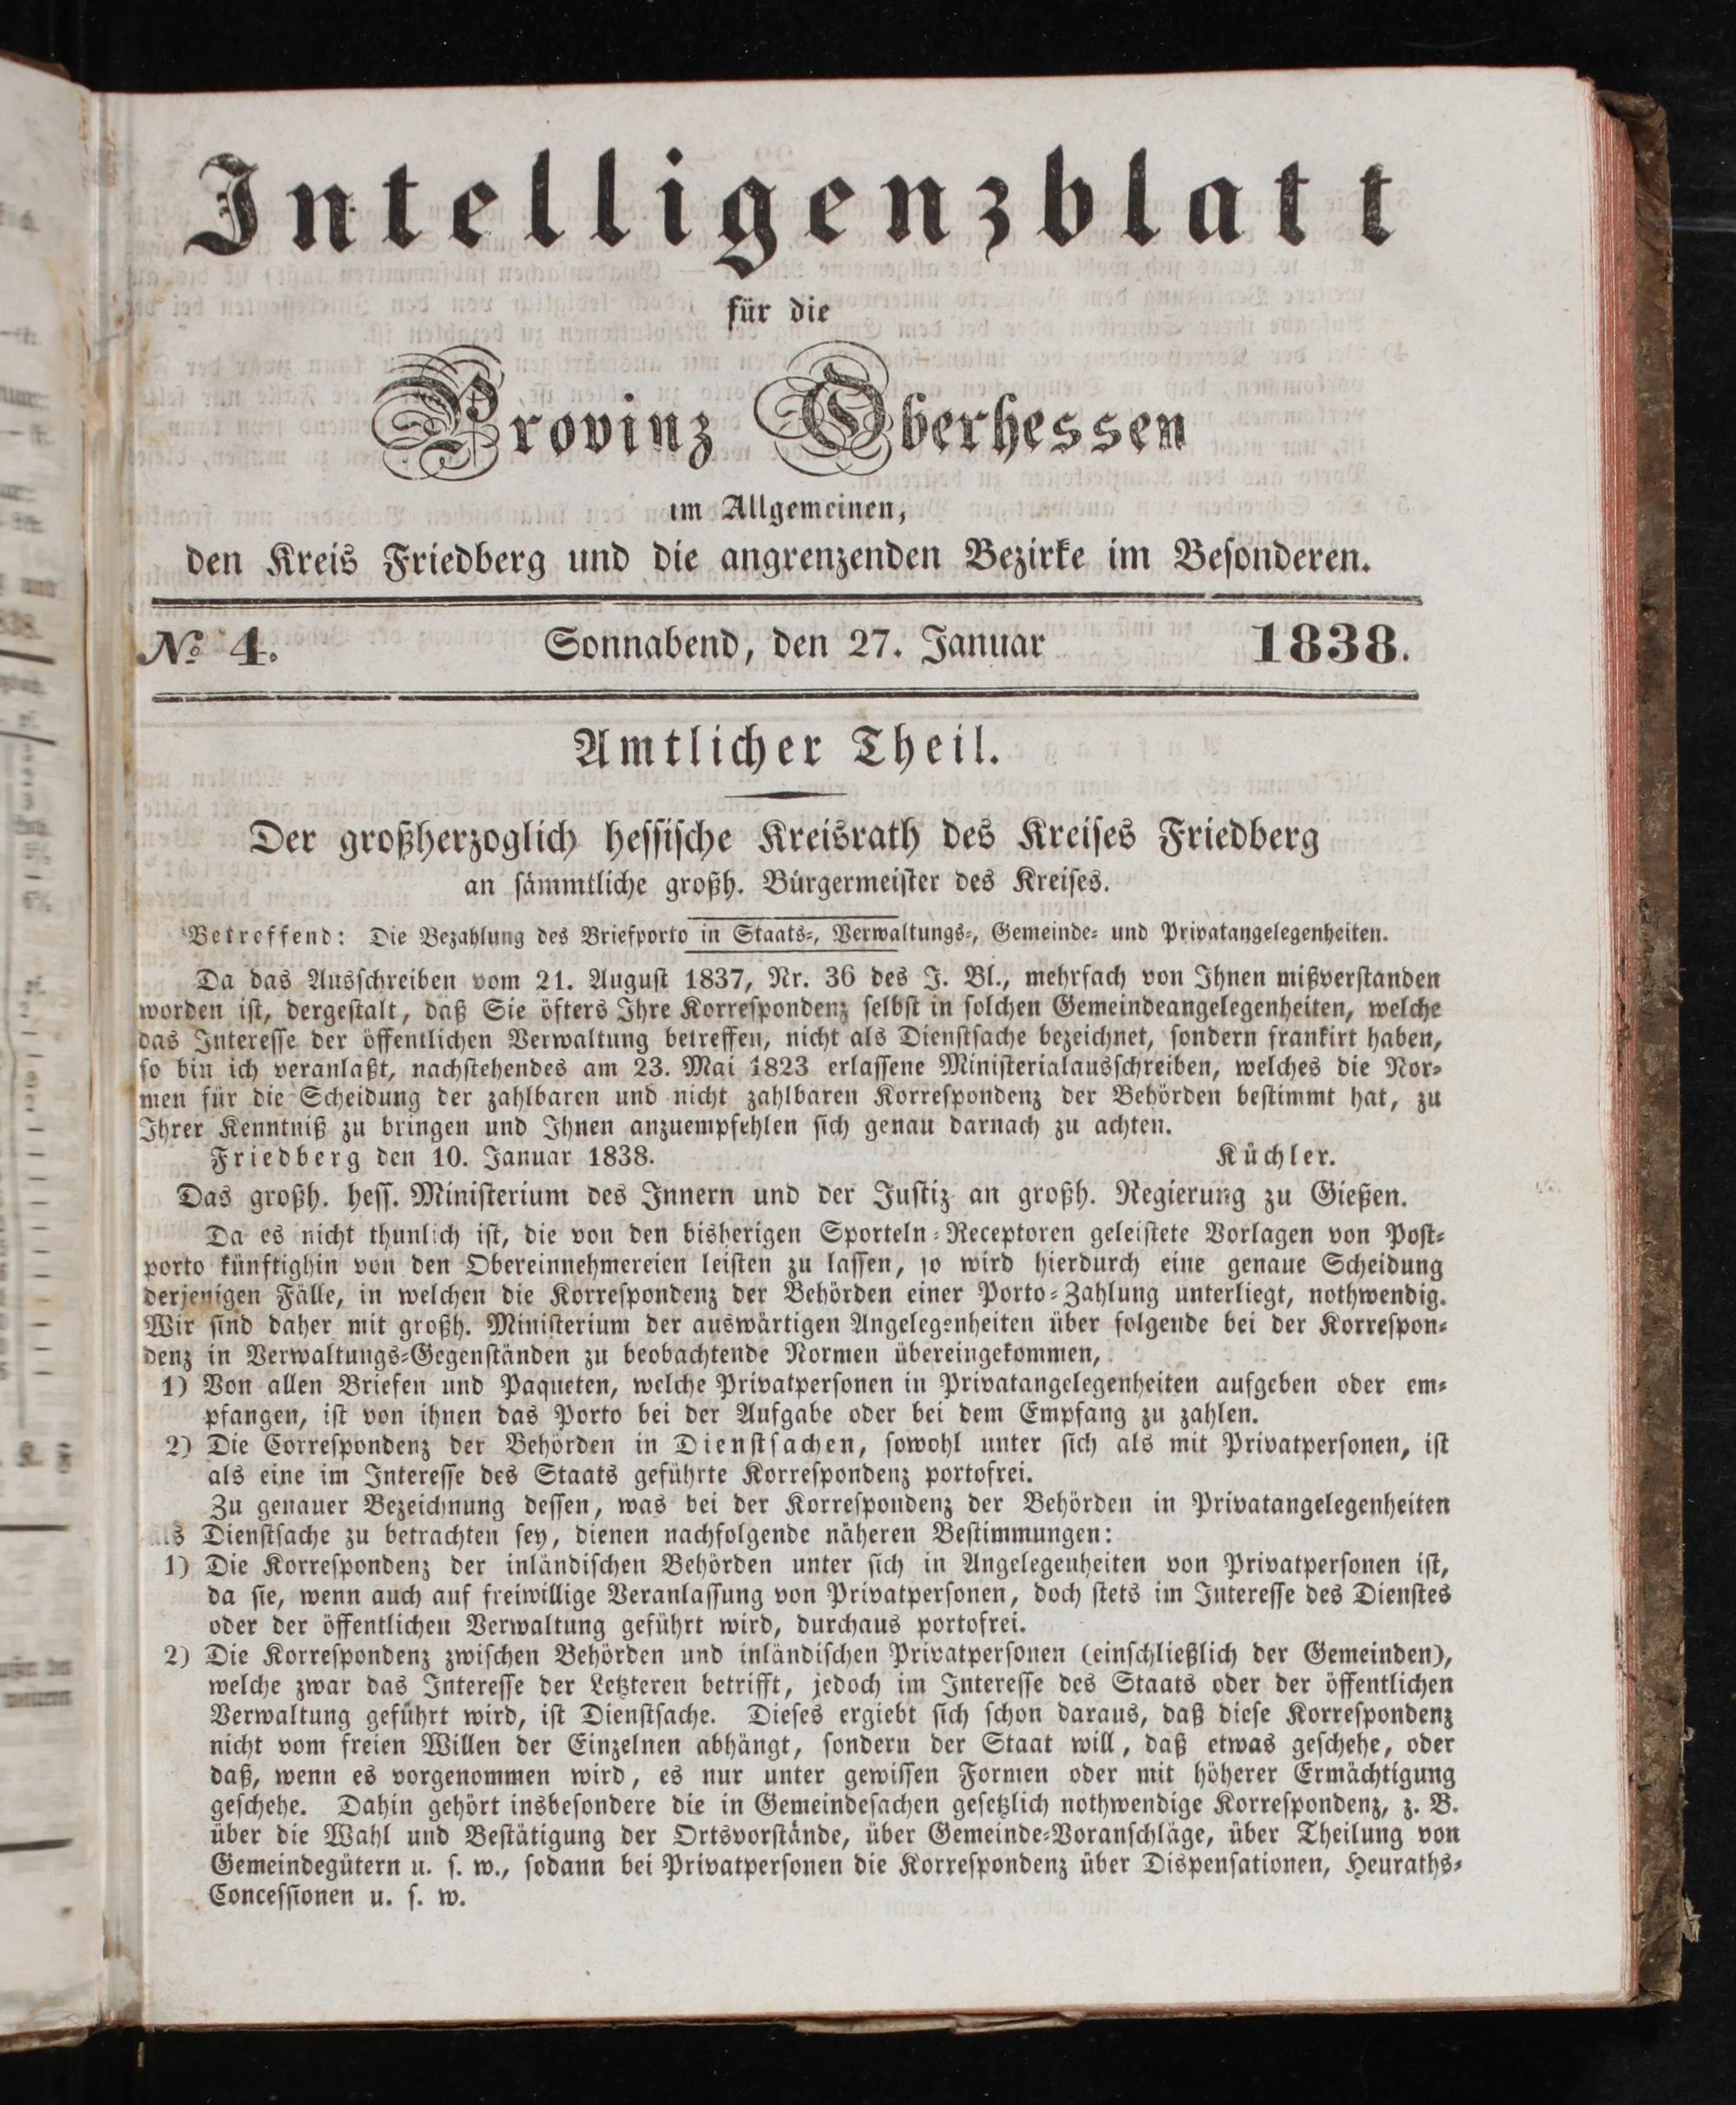 Intelligenzblatt
für die
Provinz Oberhessen
im Allgemeinen,
den Kreis Friedberg und die angrenzenden Bezirke im Besonderen.
No 4. Sonnabend, den 27. Januar 1838.
Amtlicher Theil.
Der großherzoglich hessische Kreisrath des Kreises Friedberg
an sämmtliche großh. Bürgermeister des Kreises.
Betreffend: Die Bezahlung des Briefporto in Staats-, Verwaltungs-, Gemeinde- und Privatangelegenheiten.
Da das Ausschreiben vom 21. August 1837, Nr. 36 des J. Bl., mehrfach von Ihnen mißverstanden
worden ist, dergestalt, daß Sie öfters Ihre Korrespondenz selbst in solchen Gemeindeangelegenheiten, welche
das Interesse der öffentlichen Verwaltung betreffen, nicht als Dienstsache bezeichnet, sondern frankirt haben,
so bin ich veranlaßt, nachstehendes am 23. Mai 1823 erlassene Ministerialausschreiben, welches die Nor-
men für die Scheidung der zahlbaren und nicht zahlbaren Korrespondenz der Behörden bestimmt hat, zu
Ihrer Kenntniß zu bringen und Ihnen anzuempfehlen sich genau darnach zu achten.
Friedberg den 10. Januar 1838. Küchler.
Das großh. hess. Ministerium des Innern und der Justiz an großh. Regierung zu Gießen.
Da es nicht thunlich ist, die von den bisherigen Sporteln-Receptoren geleistete Vorlagen von Post-
porto künftighin von den Obereinnehmereien leisten zu lassen, so wird hierdurch eine genaue Scheidung
derjenigen Fälle, in welchen die Korrespondenz der Behörden einer Porto-Zahlung unterliegt, nothwendig.
Wir sind daher mit großh. Ministerium der auswärtigen Angelegenheiten über folgende bei der Korrespon-
denz in Verwaltungs-Gegenständen zu beobachtende Normen übereingekommen,
1) Von allen Briefen und Paqueten, welche Privatpersonen in Privatangelegenheiten aufgeben oder em-
pfangen, ist von ihnen das Porto bei der Aufgabe oder bei dem Empfang zu zahlen.
2) Die Correspondenz der Behörden in Dienstsachen, sowohl unter sich als mit Privatpersonen, ist
als eine im Interesse des Staats geführte Korrespondenz portofrei.
Zu genauer Bezeichnung dessen, was bei der Korrespondenz der Behörden in Privatangelegenheiten
als Dienstsache zu betrachten sey, dienen nachfolgende näheren Bestimmungen:
1) Die Korrespondenz der inländischen Behörden unter sich in Angelegenheiten von Privatpersonen ist,
da sie, wenn auch auf freiwillige Veranlassung von Privatpersonen, doch stets im Interesse des Dienstes
oder der öffentlichen Verwaltung geführt wird, durchaus portofrei.
2) Die Korrespondenz zwischen Behörden und inländischen Privatpersonen (einschließlich der Gemeinden),
welche zwar das Interesse der Letzteren betrifft, jedoch im Interesse des Staats oder der öffentlichen
Verwaltung geführt wird, ist Dienstsache. Dieses ergiebt sich schon daraus, daß diese Korrespondenz
nicht vom freien Willen der Einzelnen abhängt, sondern der Staat will, daß etwas geschehe, oder
daß, wenn es vorgenommen wird, es nur unter gewissen Formen oder mit höherer Ermächtigung
geschehe. Dahin gehört insbesondere die in Gemeindesachen gesetzlich nothwendige Korrespondenz, z. B.
über die Wahl und Bestätigung der Ortsvorstände, über Gemeinde-Voranschläge, über Theilung von
Gemeindegütern u. s. w., sodann bei Privatpersonen die Korrespondenz über Dispensationen, Heuraths-
Concessionen u. s. w.